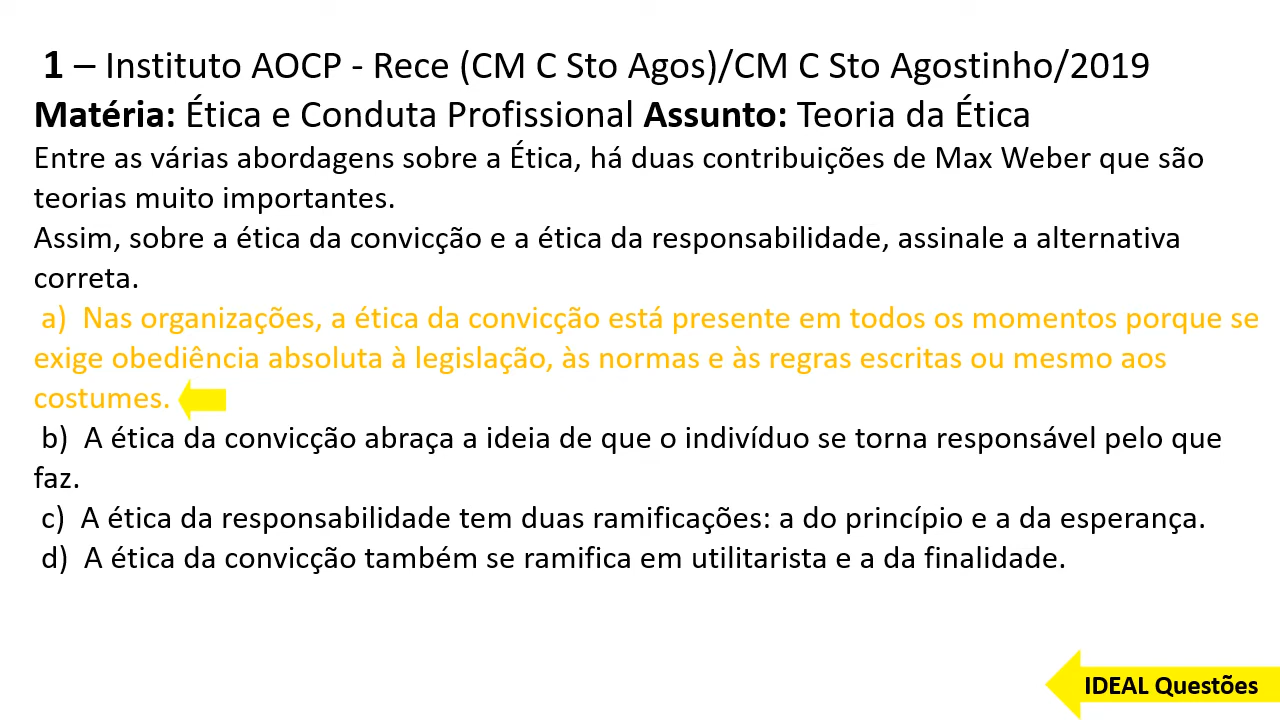 1 – Instituto AOCP - Rece (CM C Sto Agos)/CM C Sto Agostinho/2019
Matéria: Ética e Conduta Profissional Assunto: Teoria da Ética
Entre as várias abordagens sobre a Ética, há duas contribuições de Max Weber que são
teorias muito importantes.
Assim, sobre a ética da convicção e a ética da responsabilidade, assinale a alternativa
correta.
a) Nas organizações, a ética da convicção está presente em todos os momentos porque se
exige obediência absoluta à legislação, às normas e às regras escritas ou mesmo aos
costumes.
b) A ética da convicção abraça a ideia de que o indivíduo se torna responsável pelo que
faz.
c) A ética da responsabilidade tem duas ramificações: a do princípio e a da esperança.
d) A ética da convicção também se ramifica em utilitarista e a da finalidade.
IDEAL Questões